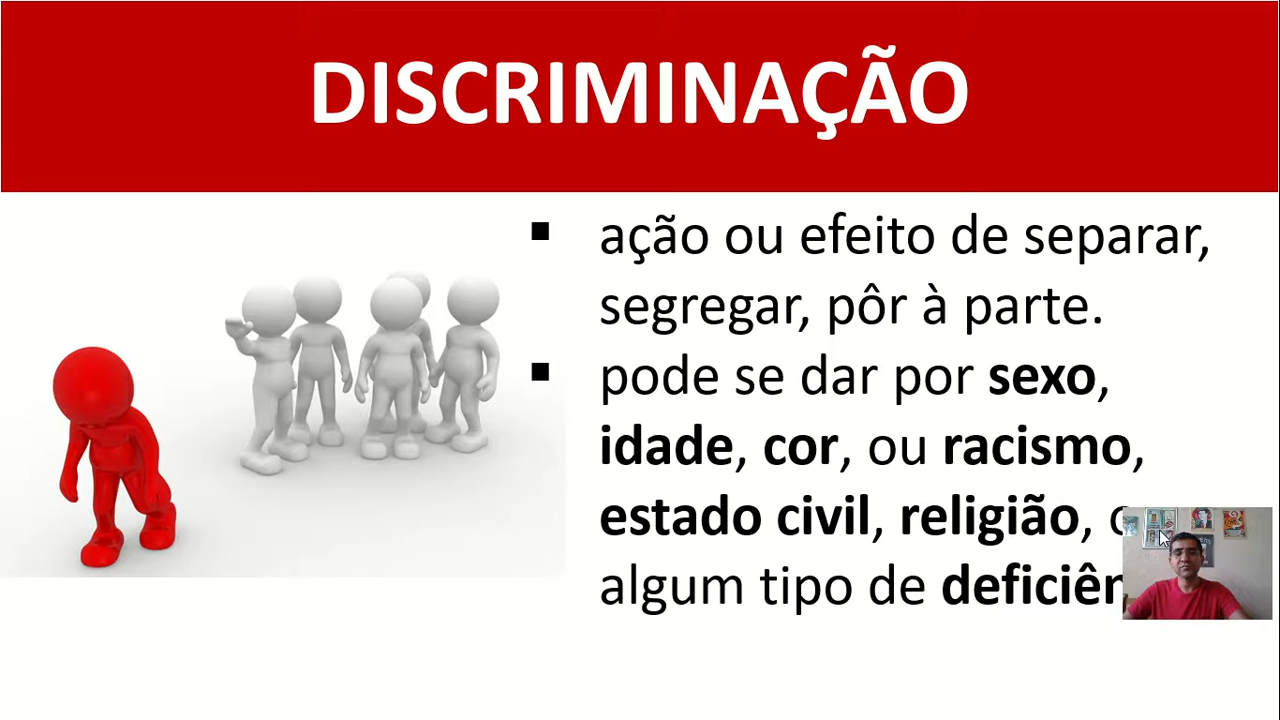 DISCRIMINAÇÃO
▪ ação ou efeito de separar,
segregar, pôr à parte.
▪ pode se dar por sexo,
idade, cor, ou racismo,
estado civil, religião,
algum tipo de